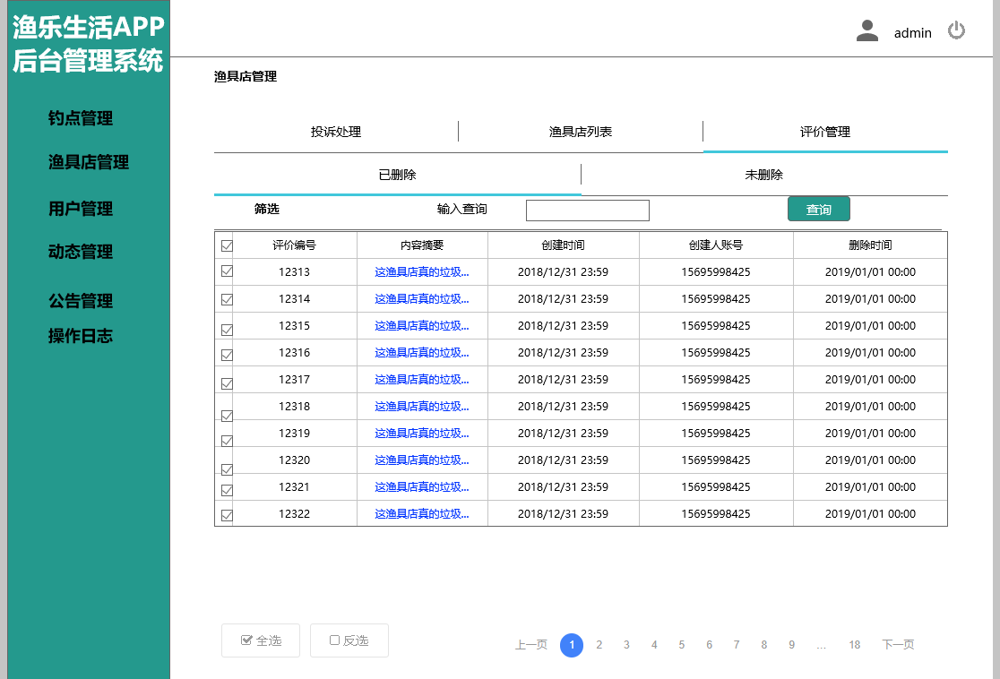 渔乐生活APP
后台管理系统
admin
钓点管理
渔具店管理
用户管理
动态管理
公告管理
操作日志
渔具店管理
投诉处理 渔具店列表 评价管理
已删除 未删除
筛选 输入查询 查询
评价编号 内容摘要 创建时间 创建人账号 删除时间
12313 这渔具店真的垃圾... 2018/12/31 23:59 15695998425 2019/01/01 00:00
12314 这渔具店真的垃圾... 2018/12/31 23:59 15695998425 2019/01/01 00:00
12315 这渔具店真的垃圾... 2018/12/31 23:59 15695998425 2019/01/01 00:00
12316 这渔具店真的垃圾... 2018/12/31 23:59 15695998425 2019/01/01 00:00
12317 这渔具店真的垃圾... 2018/12/31 23:59 15695998425 2019/01/01 00:00
12318 这渔具店真的垃圾... 2018/12/31 23:59 15695998425 2019/01/01 00:00
12319 这渔具店真的垃圾... 2018/12/31 23:59 15695998425 2019/01/01 00:00
12320 这渔具店真的垃圾... 2018/12/31 23:59 15695998425 2019/01/01 00:00
12321 这渔具店真的垃圾... 2018/12/31 23:59 15695998425 2019/01/01 00:00
12322 这渔具店真的垃圾... 2018/12/31 23:59 15695998425 2019/01/01 00:00
全选 反选 上一页 1 2 3 4 5 6 7 8 9 ... 18 下一页